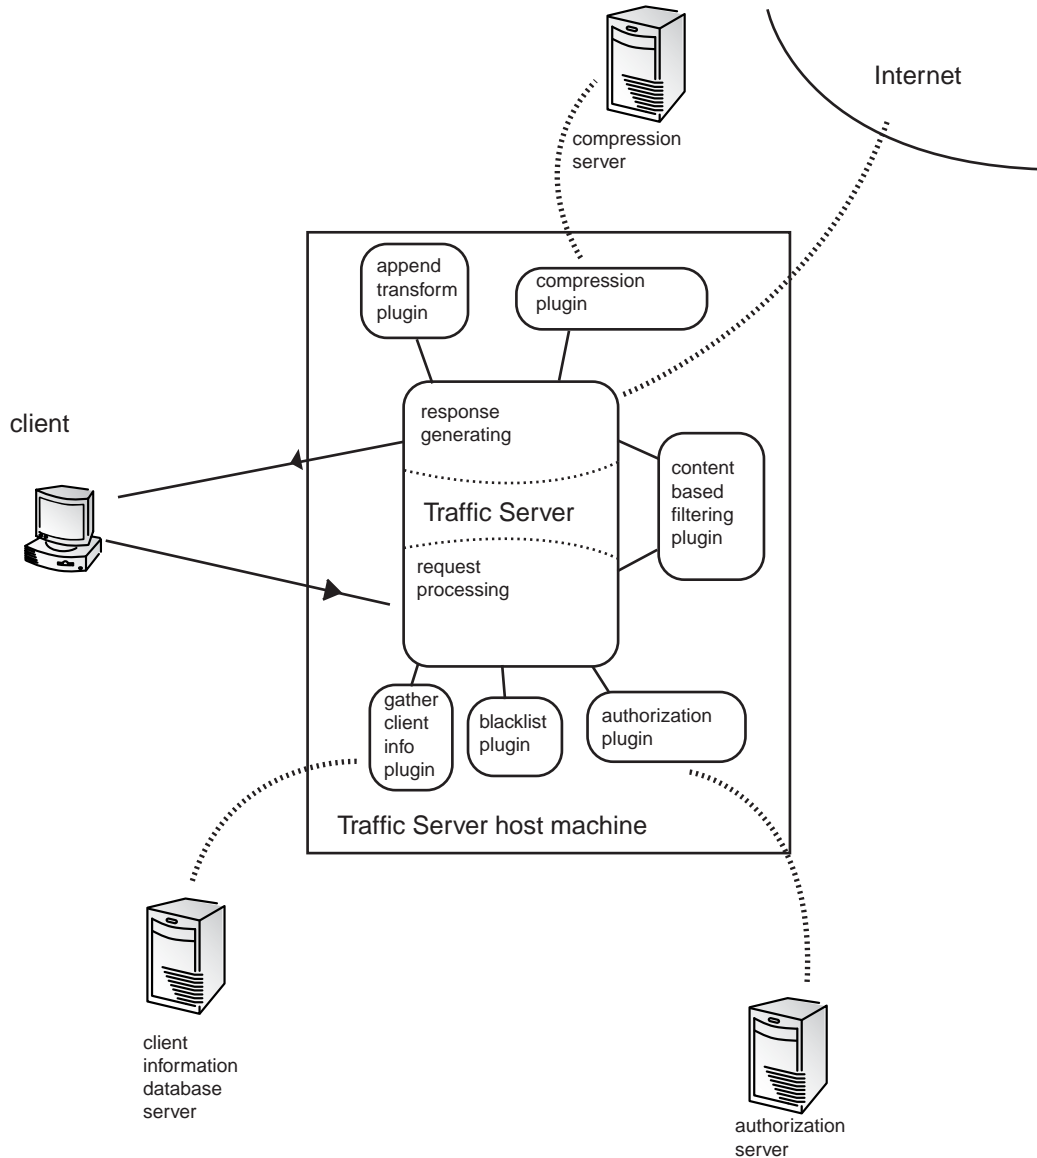 Internet
compression
server
append
transform
plugin
compression
plugin
client
response
generating
content
based
filtering
plugin
Traffic Server
request
processing
gather
client
info
plugin
blacklist
plugin
authorization
plugin
Traffic Server host machine
client
information
database
server
authorization
server